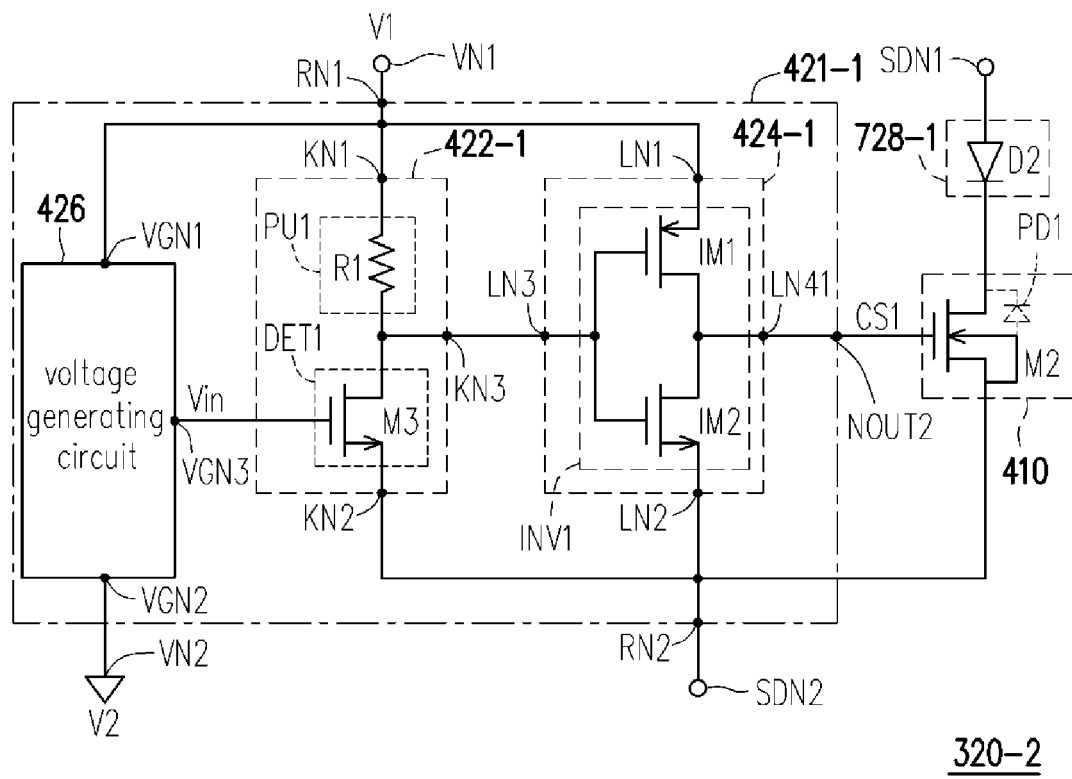 V1
VN1
RN1
421-1
SDN1
KN1
422-1
LN1
424-1
728-1
D2
426
VGN1
PU1
R1
IM1
PD1
LN3
LN41
CS1
DET1
KN3
M2
voltage
generating
circuit
Vin
VGN3
M3
IM2
NOUT2
410
KN2
INV1
LN2
VGN2
RN2
VN2
SDN2
V2
320-2